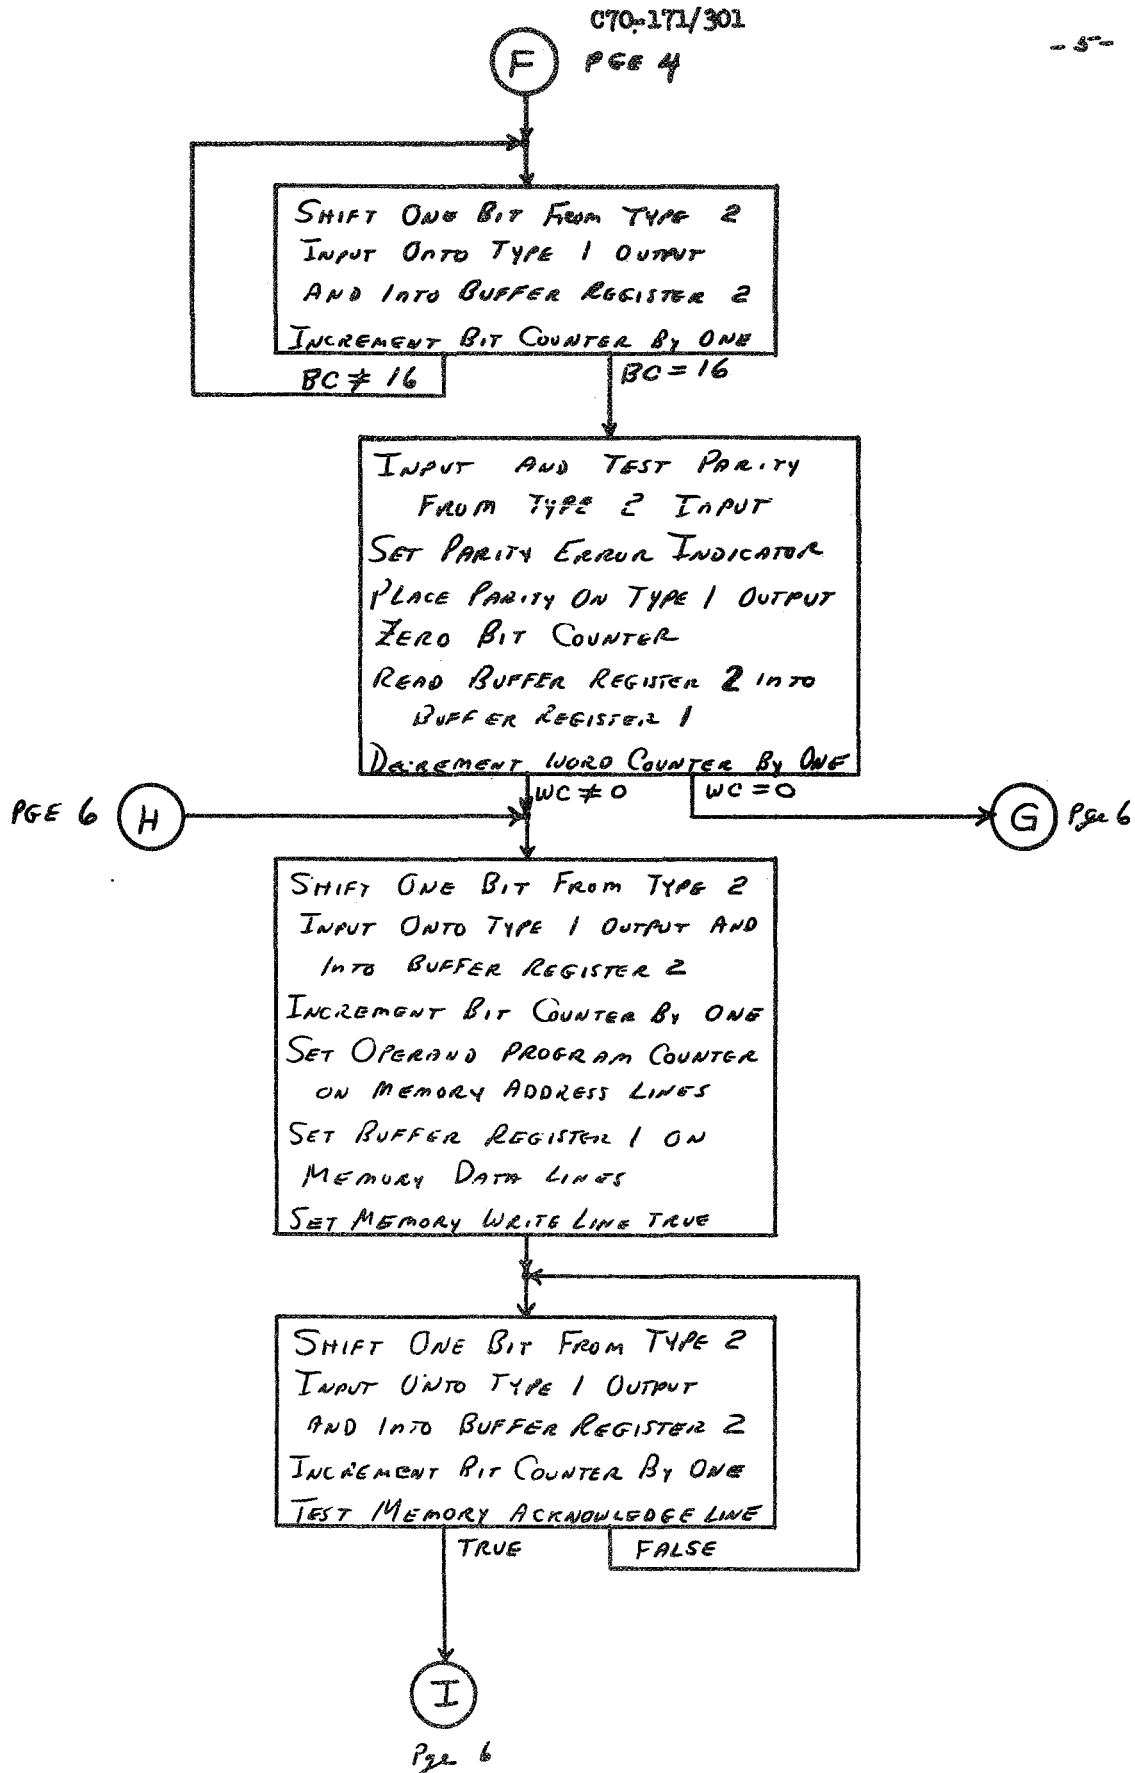 C70-171/301
- 5 -
F PGE 4
SHIFT ONE BIT FROM TYPE 2
INPUT ONTO TYPE 1 OUTPUT
AND INTO BUFFER REGISTER 2
INCREMENT BIT COUNTER BY ONE
BC ≠ 16
BC = 16
INPUT AND TEST PARITY
FROM TYPE 2 INPUT
SET PARITY ERROR INDICATOR
PLACE PARITY ON TYPE 1 OUTPUT
ZERO BIT COUNTER
READ BUFFER REGISTER 2 INTO
BUFFER REGISTER 1
DECREMENT WORD COUNTER BY ONE
WC ≠ 0
WC = 0
PGE 6 H
G Pge 6
SHIFT ONE BIT FROM TYPE 2
INPUT ONTO TYPE 1 OUTPUT AND
INTO BUFFER REGISTER 2
INCREMENT BIT COUNTER BY ONE
SET OPERAND PROGRAM COUNTER
ON MEMORY ADDRESS LINES
SET BUFFER REGISTER 1 ON
MEMORY DATA LINES
SET MEMORY WRITE LINE TRUE
SHIFT ONE BIT FROM TYPE 2
INPUT ONTO TYPE 1 OUTPUT
AND INTO BUFFER REGISTER 2
INCREMENT BIT COUNTER BY ONE
TEST MEMORY ACKNOWLEDGE LINE
TRUE
FALSE
I
Pge 6